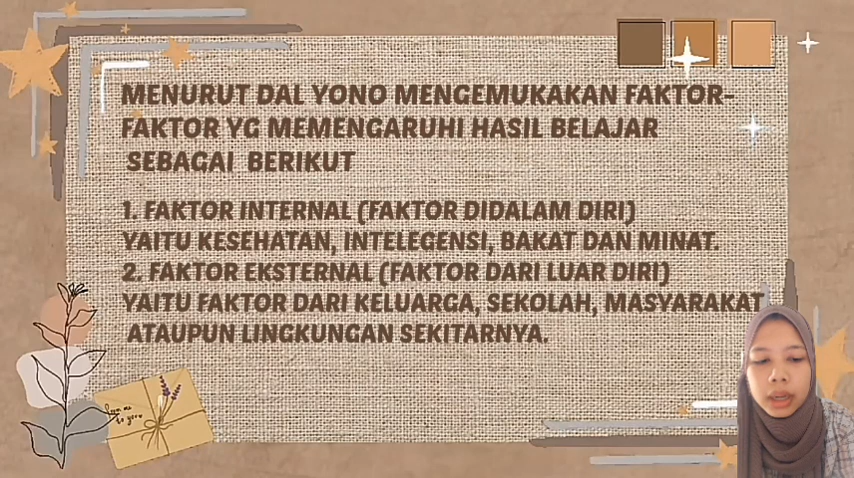 MENURUT DAL YONO MENGEMUKAKAN FAKTOR-
FAKTOR YG MEMENGARUHI HASIL BELAJAR
SEBAGAI BERIKUT
1. FAKTOR INTERNAL (FAKTOR DIDALAM DIRI)
YAITU KESEHATAN, INTELEGENSI, BAKAT DAN MINAT.
2. FAKTOR EKSTERNAL (FAKTOR DARI LUAR DIRI)
YAITU FAKTOR DARI KELUARGA, SEKOLAH, MASYARAKAT
ATAUPUN LINGKUNGAN SEKITARNYA.